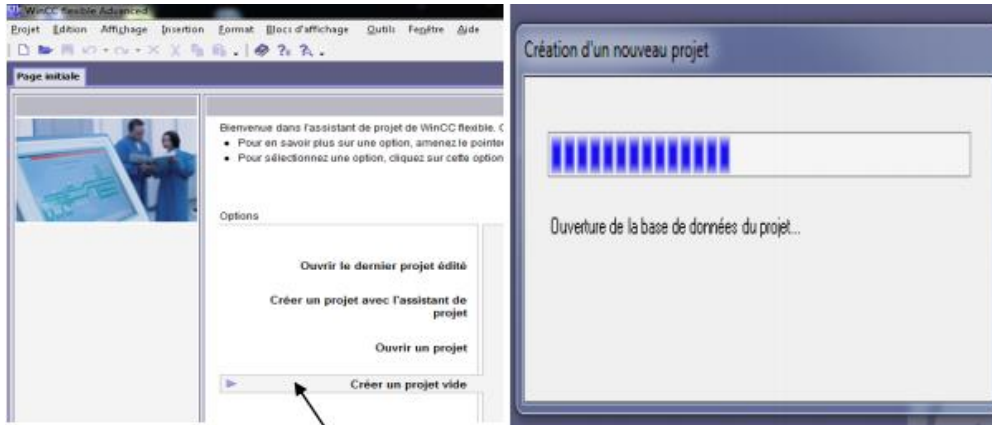 WinCC flexible Advanced
Projet Edition Affichage Insertion Format Blocs d'affichage Outils Fenêtre Aide
Page initiale
Bienvenue dans l'assistant de projet de WinCC flexible.
• Pour en savoir plus sur une option, amenez le
• Pour sélectionnez une option, cliquez sur cette option
Options
Ouvrir le dernier projet édité
Créer un projet avec l'assistant de
projet
Ouvrir un projet
Créer un projet vide
Création d'un nouveau projet
Ouverture de la base de données du projet...